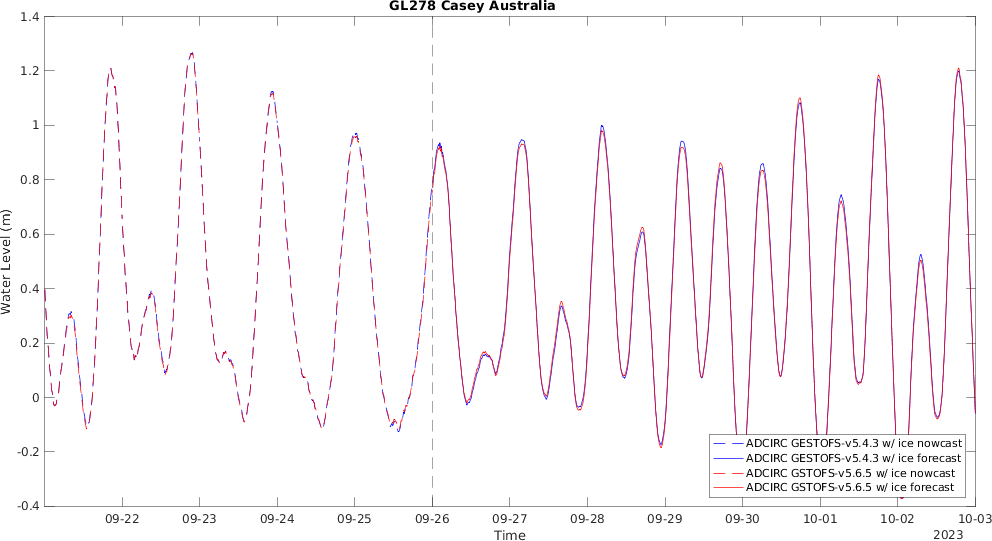 GL278 Casey Australia
1.4
1.2
1
0.8
0.6
0.4
0.2
0
-0.2
-0.4
Water Level (m)
ADCIRC GESTOFS-v5.4.3 w/ ice nowcast
ADCIRC GESTOFS-v5.4.3 w/ ice forecast
ADCIRC GSTOFS-v5.6.5 w/ ice nowcast
ADCIRC GSTOFS-v5.6.5 w/ ice forecast
09-22 09-23 09-24 09-25 09-26 09-27 09-28 09-29 09-30 10-01 10-02 10-03
Time
2023